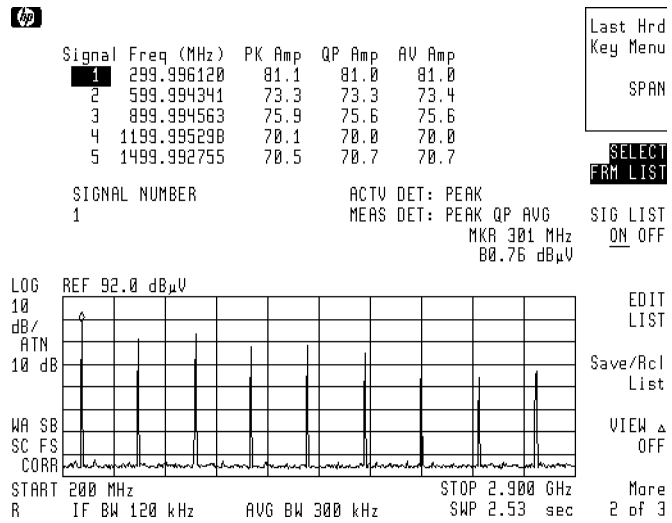 hp
Last Hrd
Key Menu
SPAN
Signal Freq (MHz) PK Amp QP Amp AV Amp
1 299.996120 81.1 81.0 81.0
2 599.994341 73.3 73.3 73.4
3 899.994563 75.9 75.6 75.6
4 1199.995298 70.1 70.0 70.0
5 1499.992755 70.5 70.7 70.7
SELECT
FRM LIST
SIGNAL NUMBER
1
ACTV DET: PEAK
MEAS DET: PEAK QP AVG
MKR 301 MHz
80.76 dBµV
SIG LIST
ON OFF
LOG REF 92.0 dBµV
10
dB/
ATN
10 dB
EDIT
LIST
Save/Rcl
List
WA SB
SC FS
CORR
VIEW △
OFF
START 200 MHz STOP 2.900 GHz
R IF BW 120 kHz AVG BW 300 kHz SWP 2.53 sec
More
2 of 3